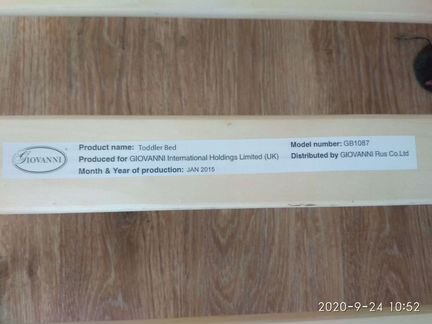 GIOVANNI
Product name: Toddler Bed
Produced for GIOVANNI International Holdings Limited (UK)
Month & Year of production: JAN 2015
Model number: GB1087
Distributed by GIOVANNI Rus Co.Ltd
2020-9-24 10:52